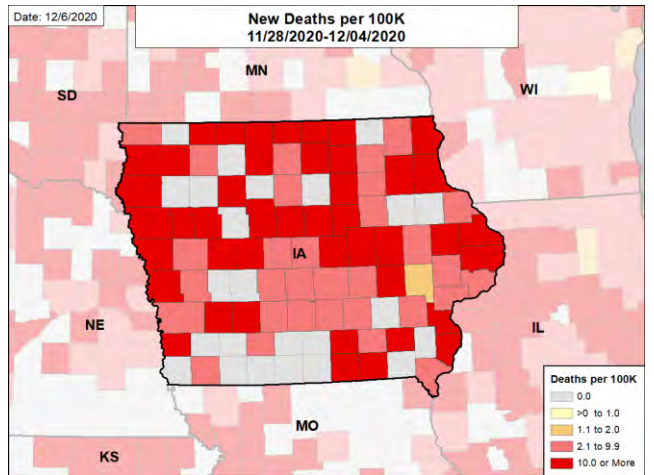 Date: 12/6/2020
New Deaths per 100K
11/28/2020-12/04/2020
MN
SD
WI
IA
NE
IL
MO
KS
Deaths per 100K
0.0
>0 to 1.0
1.1 to 2.0
2.1 to 9.9
10.0 or More